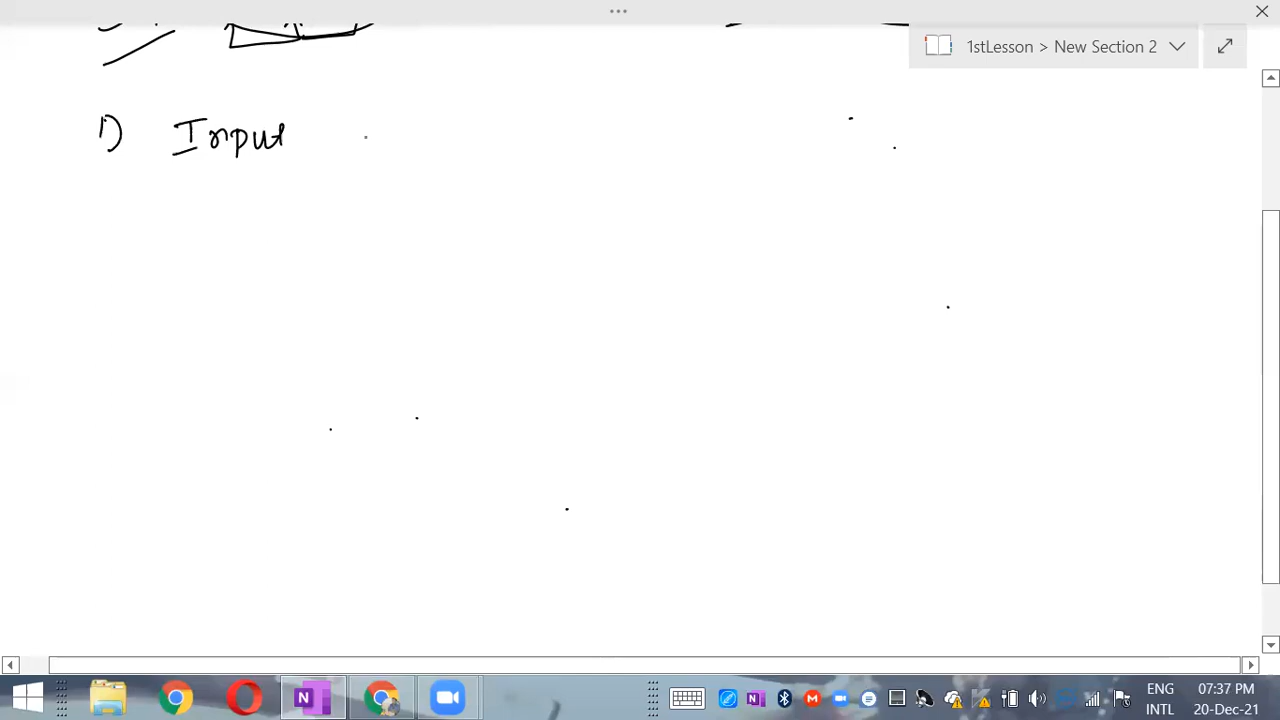 1stLesson > New Section 2
1) Input
ENG
INTL
07:37 PM
20-Dec-21